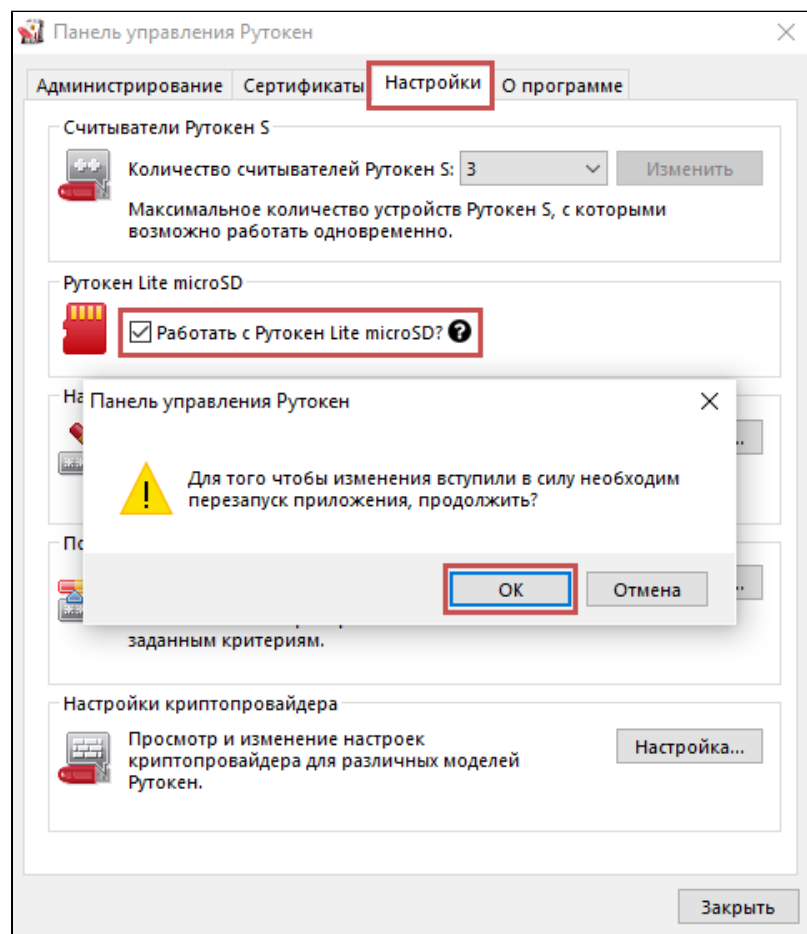 Панель управления Рутокен
Администрирование Сертификаты Настройки О программе
Считыватели Рутокен S
Количество считывателей Рутокен S: 3 Изменить
Максимальное количество устройств Рутокен S, с которыми
возможно работать одновременно.
Рутокен Lite microSD
Работать с Рутокен Lite microSD? ?
На
Панель управления Рутокен
Для того чтобы изменения вступили в силу необходим
перезапуск приложения, продолжить?
ОК Отмена
По
заданным критериям.
Настройки криптопровайдера
Просмотр и изменение настроек
криптопровайдера для различных моделей
Рутокен.
Настройка...
Закрыть